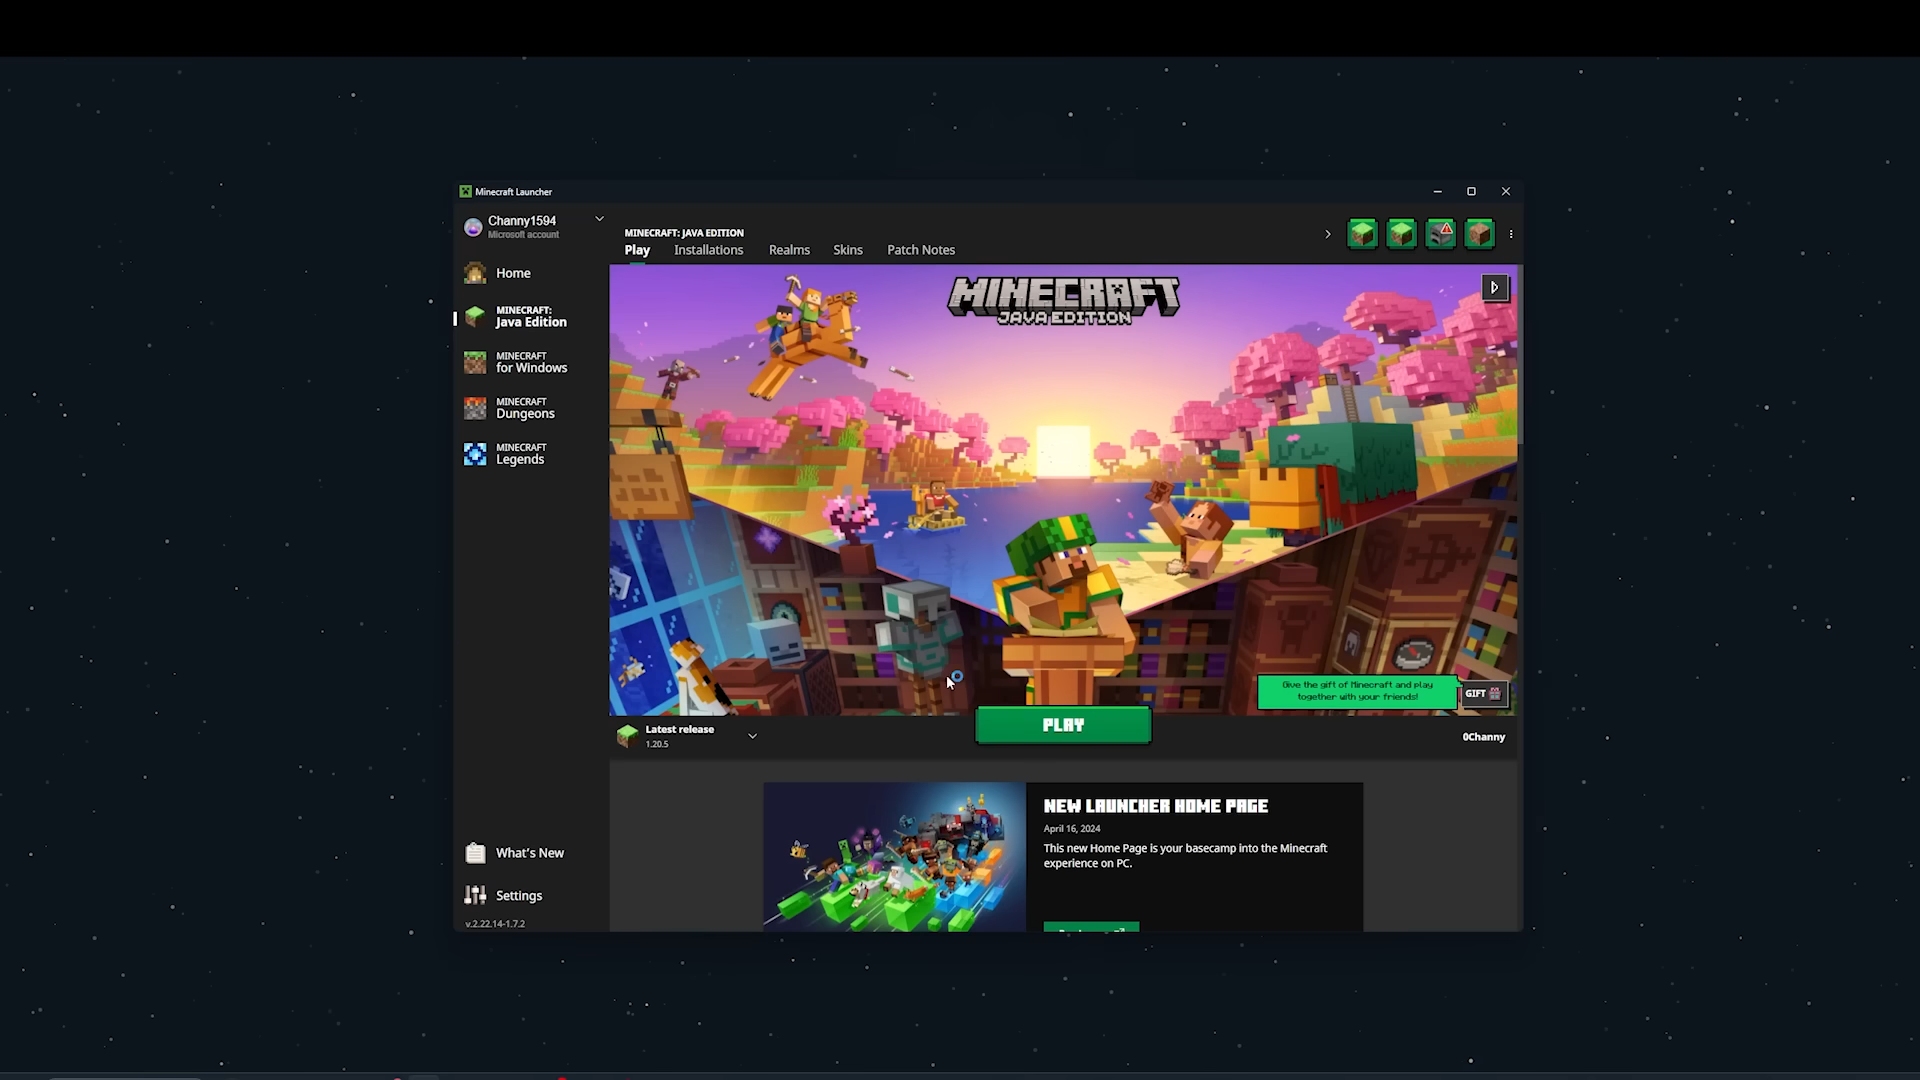 Minecraft Launcher
Channy1594
Microsoft account
Home
MINECRAFT:
Java Edition
MINECRAFT
for Windows
MINECRAFT
Dungeons
MINECRAFT
Legends
What's New
Settings
v.2.22.14-1.7.2
MINECRAFT: JAVA EDITION
Play
Installations
Realms
Skins
Patch Notes
MINECRAFT
JAVA EDITION
Give the gift of Minecraft and play
together with your friends!
GIFT
Latest release
1.20.5
PLAY
0Channy
NEW LAUNCHER HOME PAGE
April 16, 2024
This new Home Page is your basecamp into the Minecraft
experience on PC.